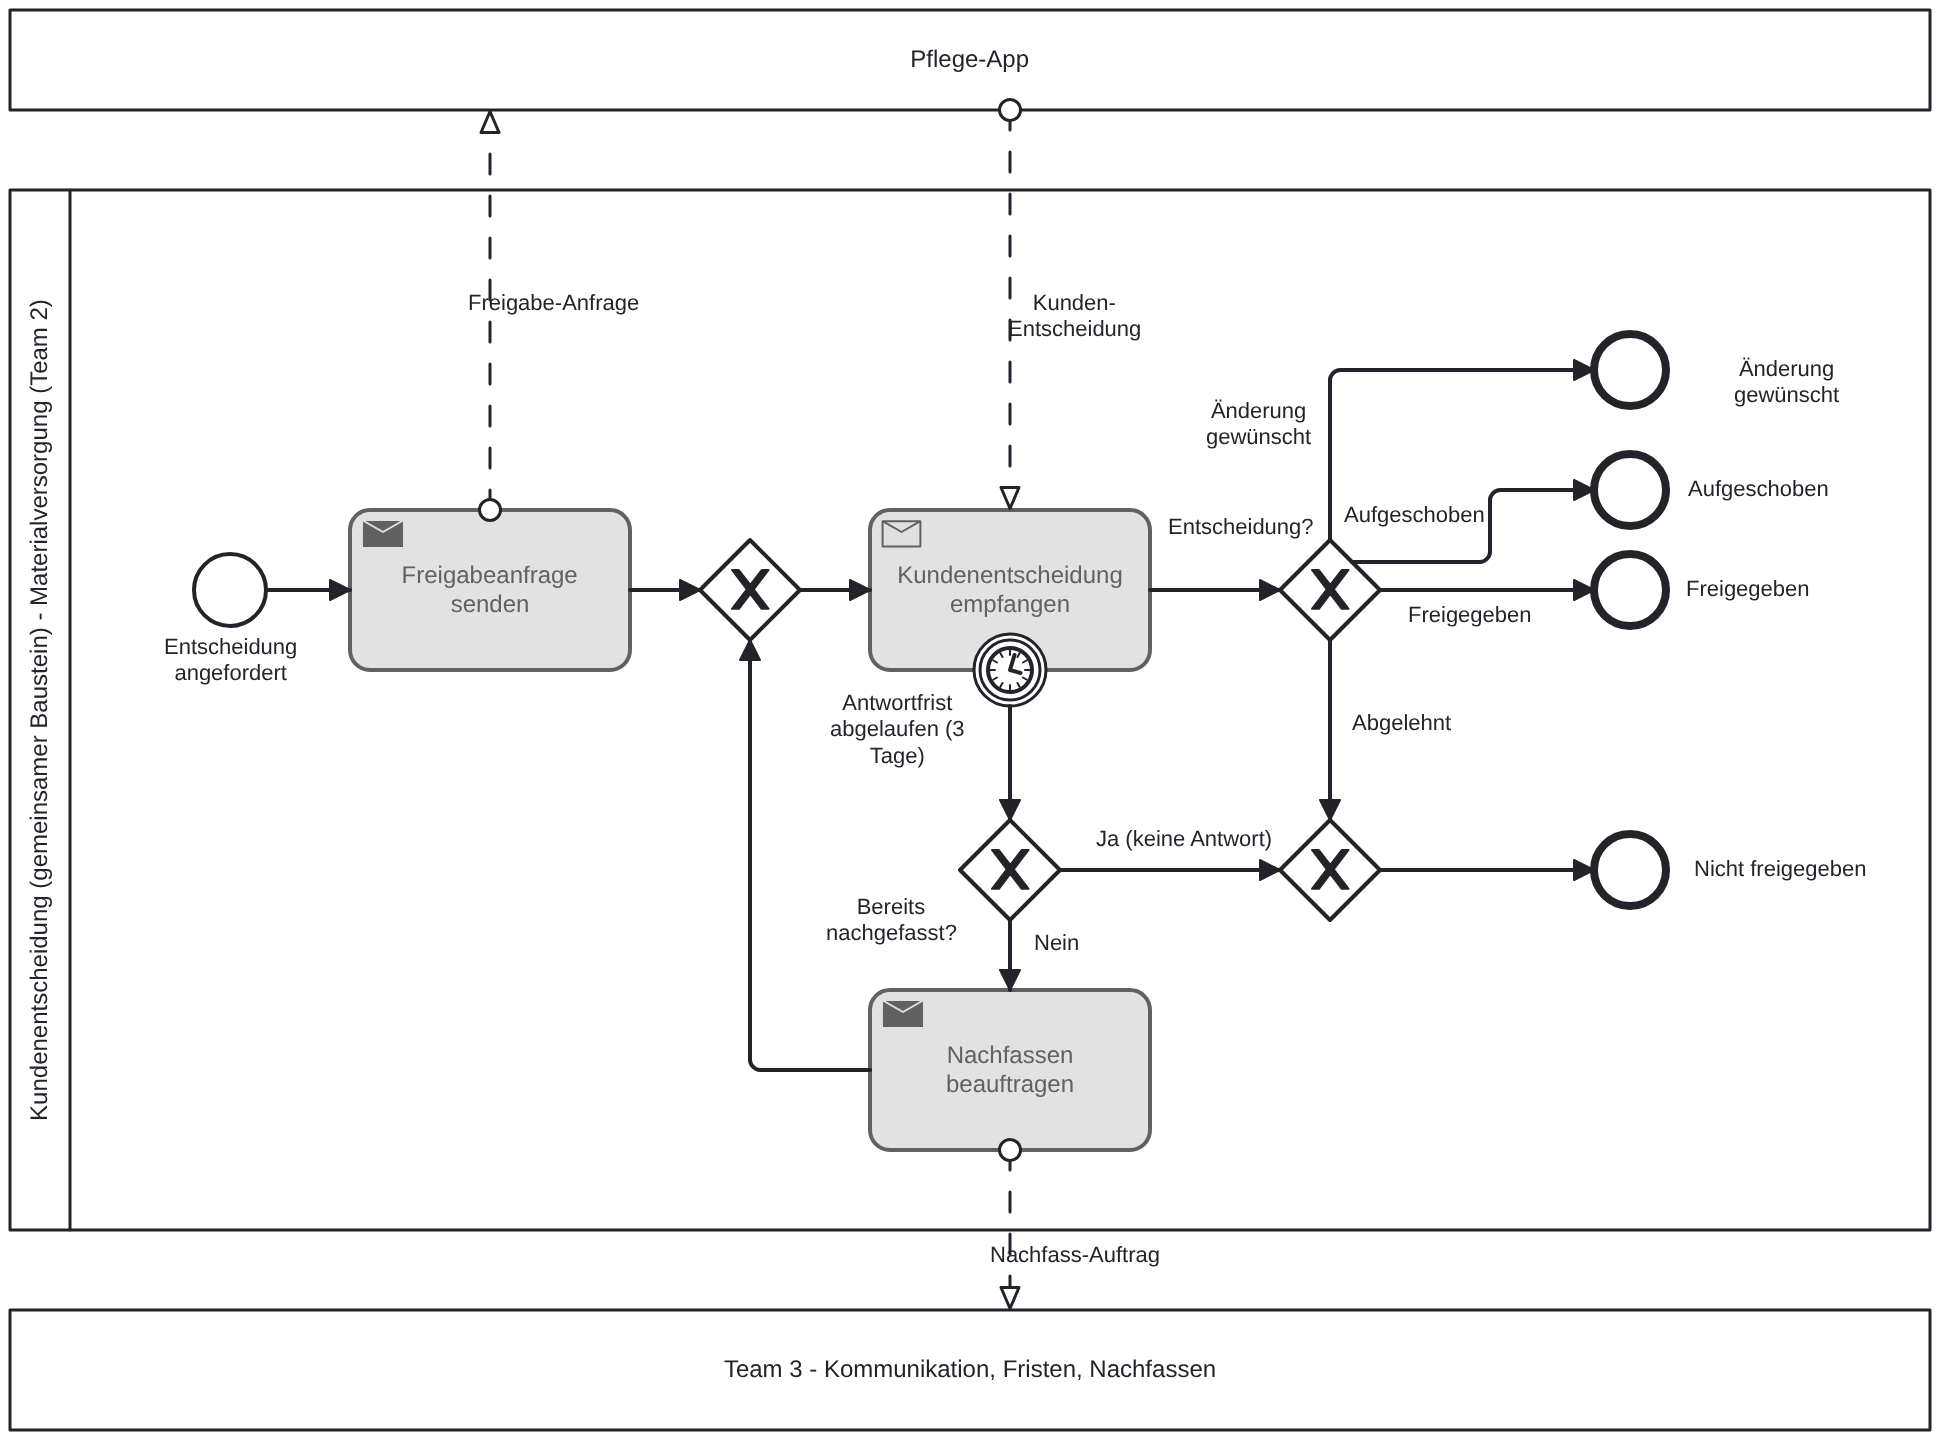 Pflege-App
Kundenentscheidung (gemeinsamer Baustein) - Materialversorgung (Team 2)
Freigabe-Anfrage
Kunden-
Entscheidung
Änderung
gewünscht
Änderung
gewünscht
Aufgeschoben
Aufgeschoben
Entscheidung?
Freigabeanfrage
senden
Kundenentscheidung
empfangen
Freigegeben
Freigegeben
Entscheidung
angefordert
Antwortfrist
abgelaufen (3
Tage)
Abgelehnt
Ja (keine Antwort)
Nicht freigegeben
Bereits
nachgefasst?
Nein
Nachfassen
beauftragen
Nachfass-Auftrag
Team 3 - Kommunikation, Fristen, Nachfassen